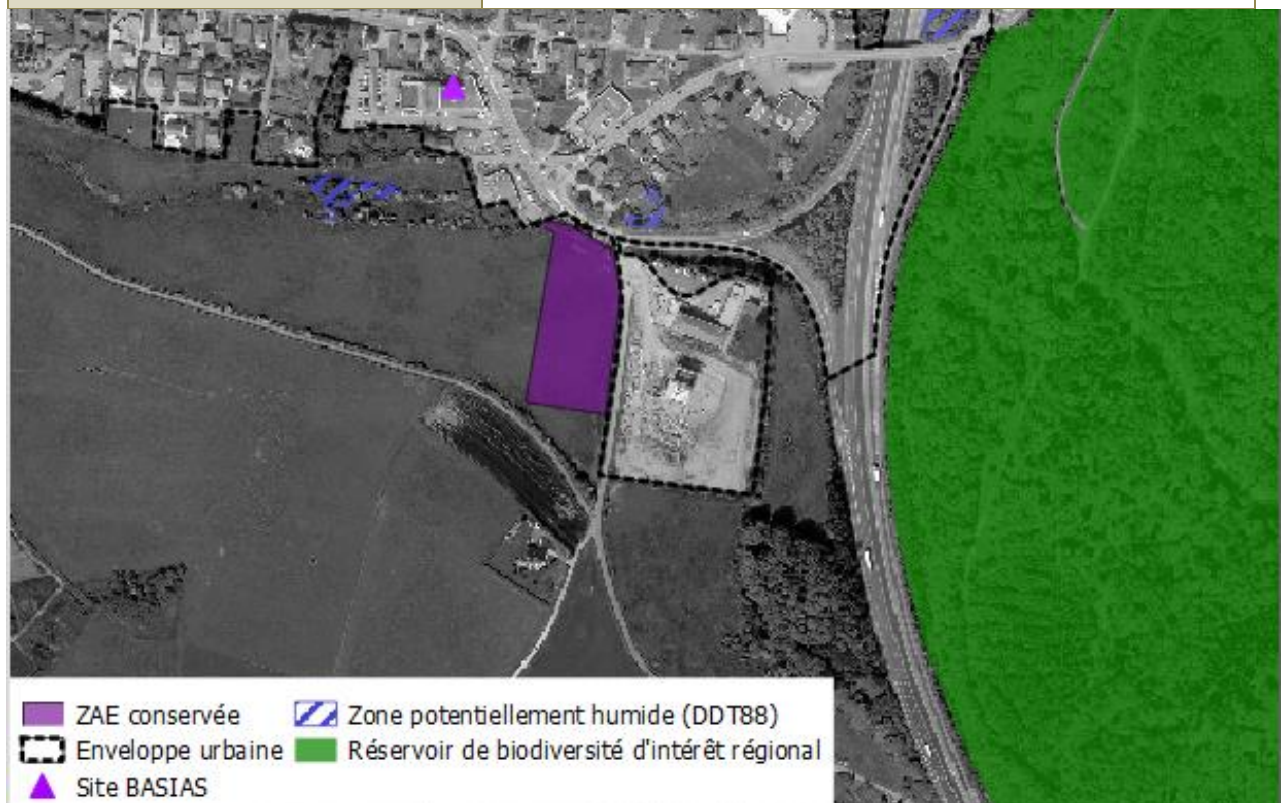 ZAE conservée
Zone potentiellement humide (DDT88)
Enveloppe urbaine
Réservoir de biodiversité d'intérêt régional
Site BASIAS